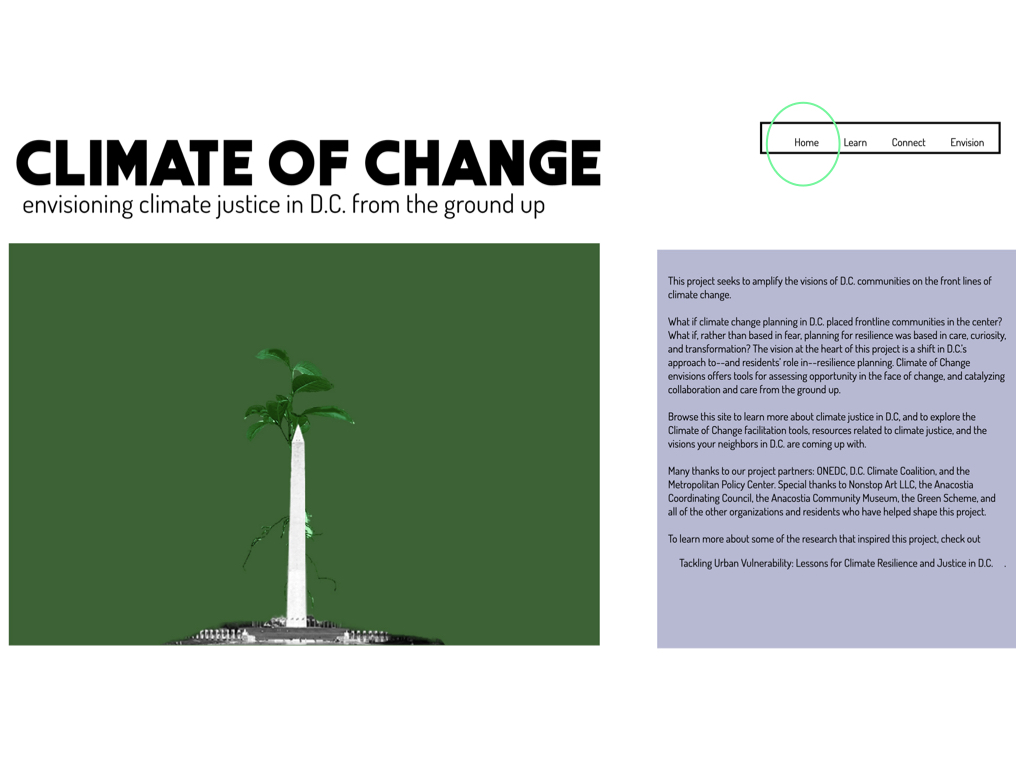 CLIMATE OF CHANGE
envisioning climate justice in D.C. from the ground up
Home Learn Connect Envision
This project seeks to amplify the visions of D.C. communities on the front lines of
climate change.
What if climate change planning in D.C. placed frontline communities in the center?
What if, rather than based in fear, planning for resilience was based in care, curiosity,
and transformation? The vision at the heart of this project is a shift in D.C.'s
approach to--and residents' role in--resilience planning. Climate of Change
envisions offers tools for assessing opportunity in the face of change, and catalyzing
collaboration and care from the ground up.
Browse this site to learn more about climate justice in D.C, and to explore the
Climate of Change facilitation tools, resources related to climate justice, and the
visions your neighbors in D.C. are coming up with.
Many thanks to our project partners: ONEDC, D.C. Climate Coalition, and the
Metropolitan Policy Center. Special thanks to Nonstop Art LLC, the Anacostia
Coordinating Council, the Anacostia Community Museum, the Green Scheme, and
all of the other organizations and residents who have helped shape this project.
To learn more about some of the research that inspired this project, check out
Tackling Urban Vulnerability: Lessons for Climate Resilience and Justice in D.C. .